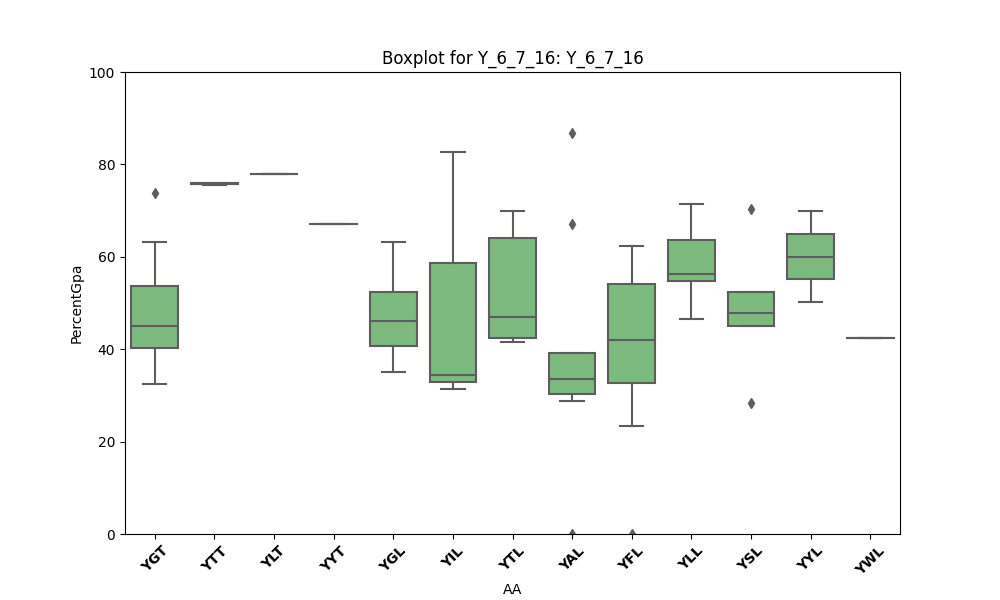 Boxplot for Y_6_7_16: Y_6_7_16
100
80
60
40
20
0
PercentGpa
YGT
YTT
YLT
YYT
YGL
YIL
YTL
YAL
YFL
YLL
YSL
YYL
YWL
AA